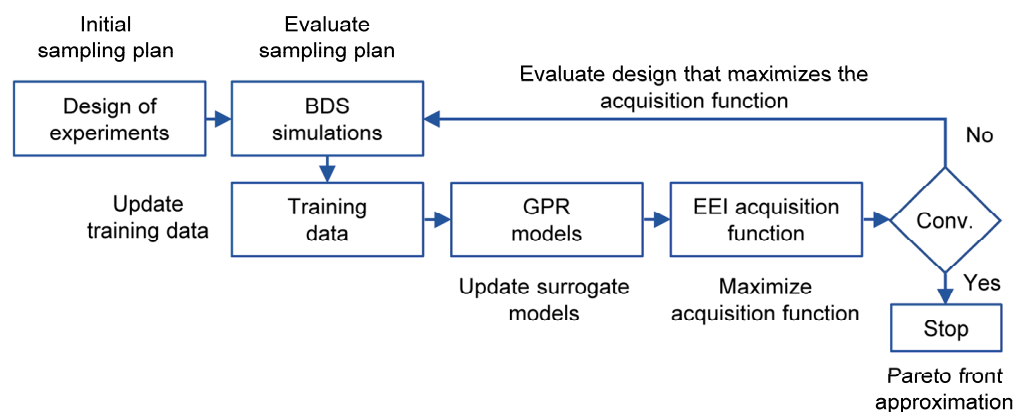 Initial
sampling plan
Evaluate
sampling plan
Evaluate design that maximizes the
acquisition function
Design of
experiments
BDS
simulations
No
Update
training data
Training
data
GPR
models
EEI acquisition
function
Conv.
Update surrogate
models
Maximize
acquisition function
Yes
Stop
Pareto front
approximation